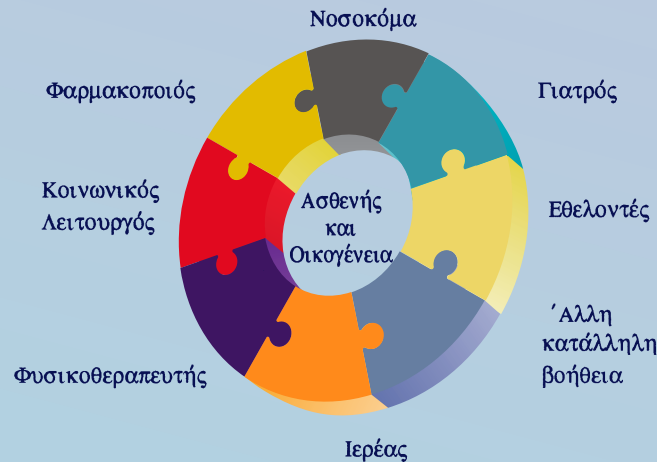 Νοσοκόμα
Φαρμακοποιός
Γιατρός
Κοινωνικός
Λειτουργός
Ασθενής
και
Οικογένεια
Εθελοντές
΄Αλλη
κατάλληλη
βοήθεια
Φυσικοθεραπευτής
Ιερέας